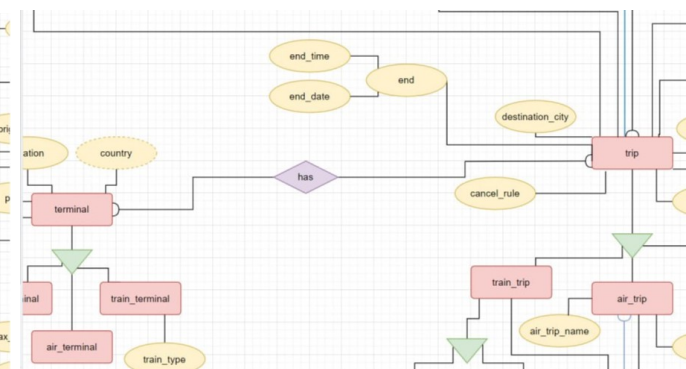 end_time
end
end_date
destination_city
country
trip
has
cancel_rule
terminal
train_trip
train_terminal
air_trip
air_trip_name
air_terminal
train_type